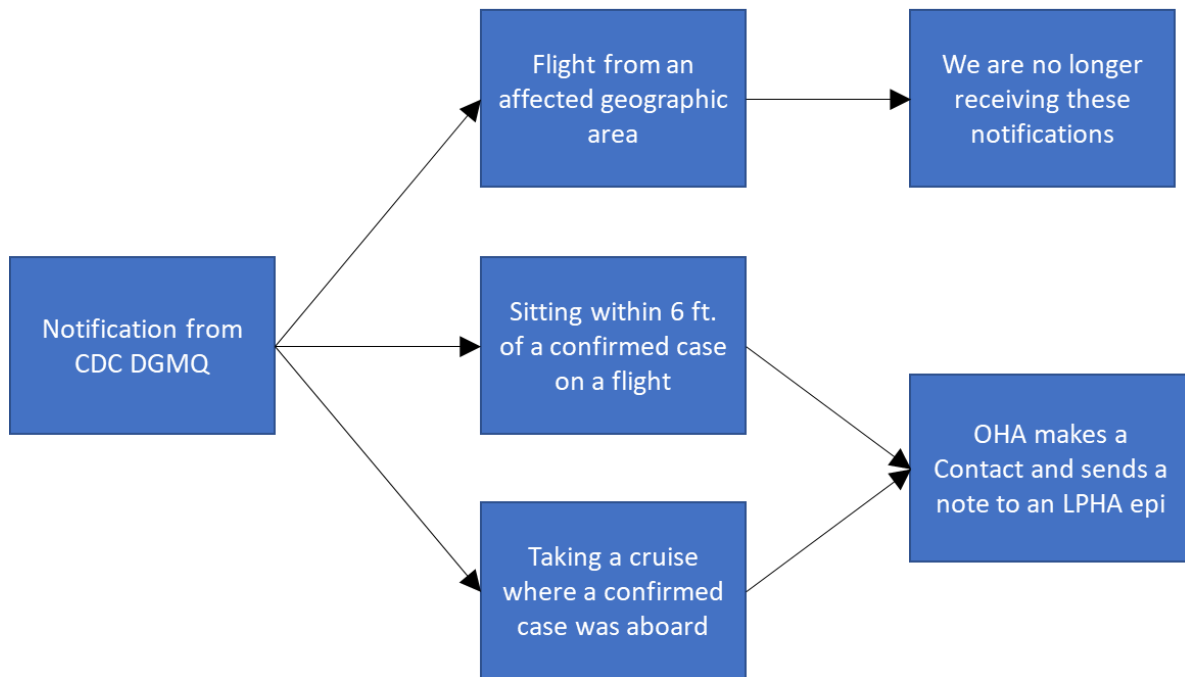 Flight from an
affected geographic
area
We are no longer
receiving these
notifications
Notification from
CDC DGMQ
Sitting within 6 ft.
of a confirmed case
on a flight
OHA makes a
Contact and sends a
note to an LPHA epi
Taking a cruise
where a confirmed
case was aboard